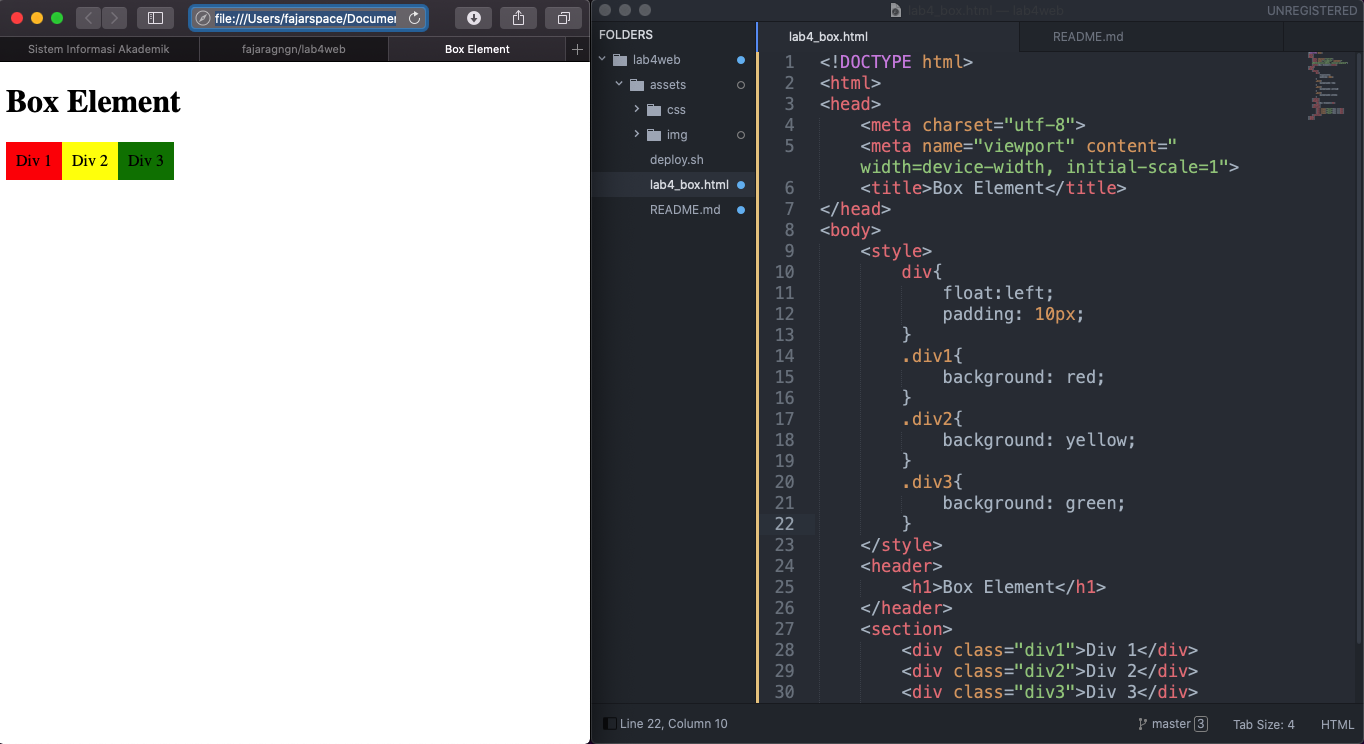 file:///Users/fajarspace/Documer
Sistem Informasi Akademik
fajaragngn/lab4web
Box Element
Box Element
Div 1
Div 2
Div 3
lab4_box.html — lab4web
UNREGISTERED
FOLDERS
lab4web
assets
css
img
deploy.sh
lab4_box.html
README.md
lab4_box.html
README.md
1 <!DOCTYPE html>
2 <html>
3 <head>
4 <meta charset="utf-8">
5 <meta name="viewport" content="
width=device-width, initial-scale=1">
6 <title>Box Element</title>
7 </head>
8 <body>
9 <style>
10 div{
11 float:left;
12 padding: 10px;
13 }
14 .div1{
15 background: red;
16 }
17 .div2{
18 background: yellow;
19 }
20 .div3{
21 background: green;
22 }
23 </style>
24 <header>
25 <h1>Box Element</h1>
26 </header>
27 <section>
28 <div class="div1">Div 1</div>
29 <div class="div2">Div 2</div>
30 <div class="div3">Div 3</div>
Line 22, Column 10
master 3
Tab Size: 4
HTML